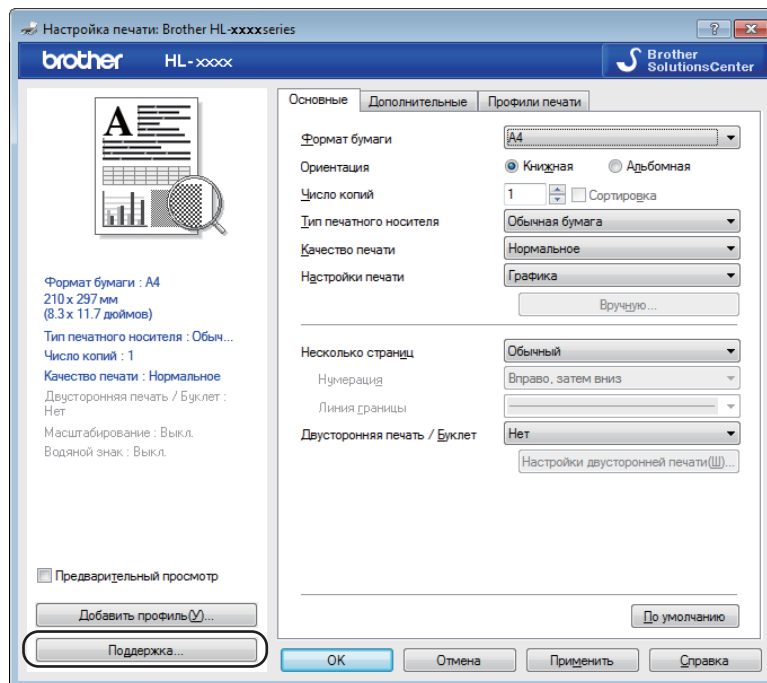 Настройка печати: Brother HL-xxxxseries
brother HL-xxxx
Brother SolutionsCenter
A
Формат бумаги : A4
210 x 297 мм
(8.3 x 11.7 дюймов)
Тип печатного носителя : Обыч...
Число копий : 1
Качество печати : Нормальное
Двусторонняя печать / Буклет :
Нет
Масштабирование : Выкл.
Водяной знак : Выкл.
Предварительный просмотр
Добавить профиль(У)...
Поддержка...
Основные Дополнительные Профили печати
Формат бумаги A4
Ориентация Книжная Альбомная
Число копий 1 Сортировка
Тип печатного носителя Обычная бумага
Качество печати Нормальное
Настройки печати Графика
Вручную...
Несколько страниц Обычный
Нумерация Вправо, затем вниз
Линия границы
Двусторонняя печать / Буклет Нет
Настройки двусторонней печати(Ш)...
По умолчанию
OK Отмена Применить Справка